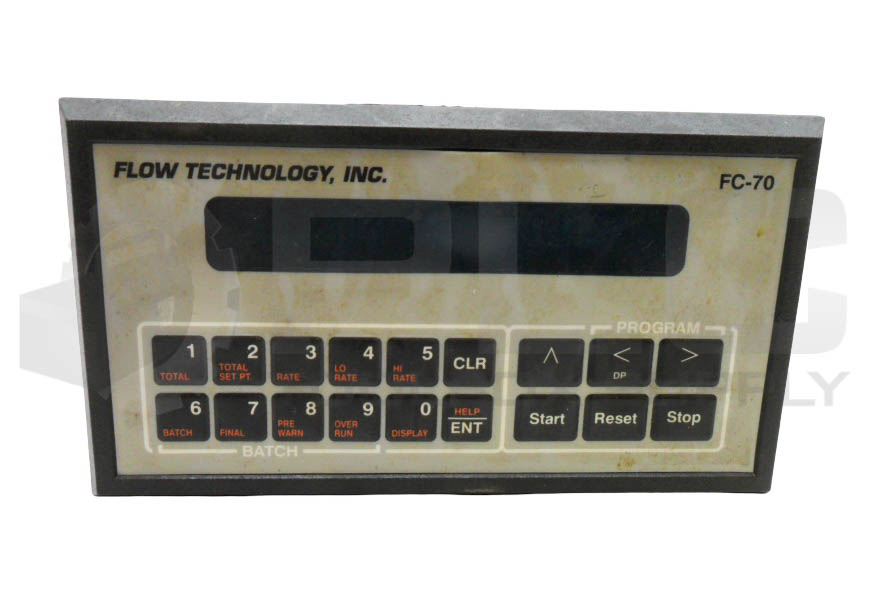 FLOW TECHNOLOGY, INC.
FC-70
PROGRAM
1 2 3 4 5 CLR ^ < >
TOTAL TOTAL SET PT. RATE LO RATE HI RATE DP
6 7 8 9 0 HELP ENT Start Reset Stop
BATCH FINAL PRE WARN OVER RUN DISPLAY
BATCH